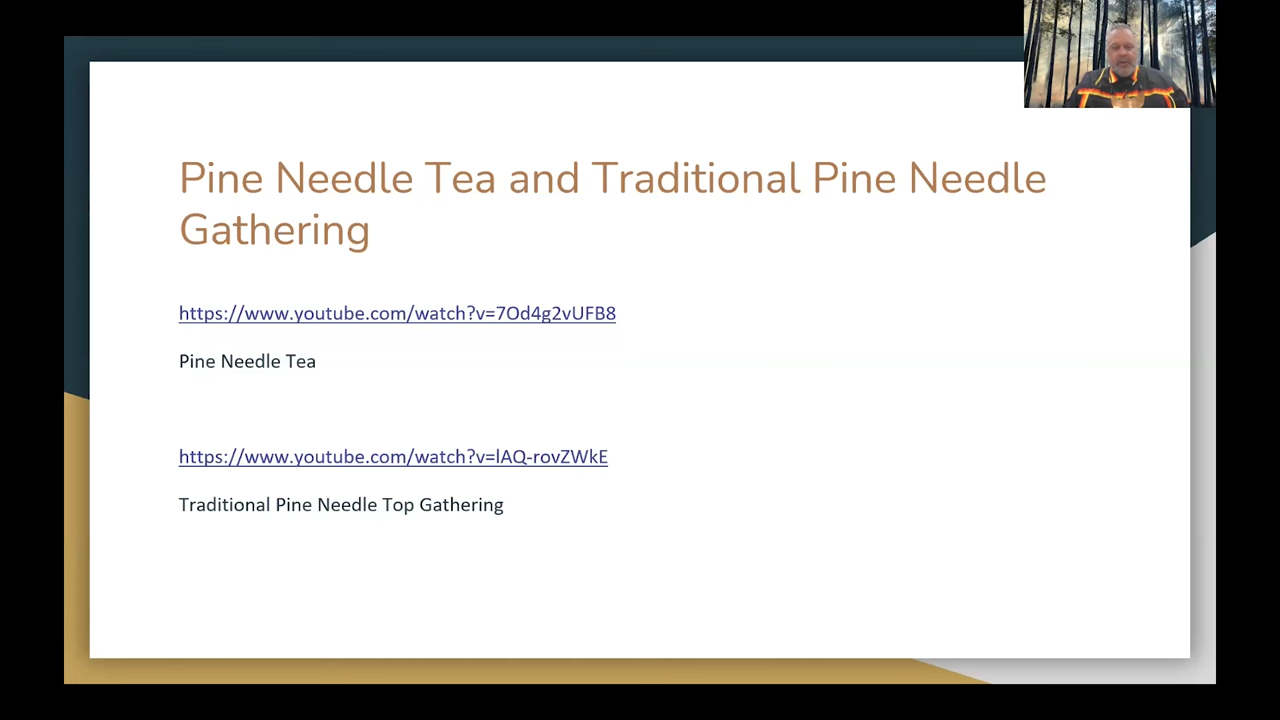 Pine Needle Tea and Traditional Pine Needle
Gathering
https://www.youtube.com/watch?v=7Od4g2vUFB8
Pine Needle Tea
https://www.youtube.com/watch?v=lAQ-rovZWkE
Traditional Pine Needle Top Gathering